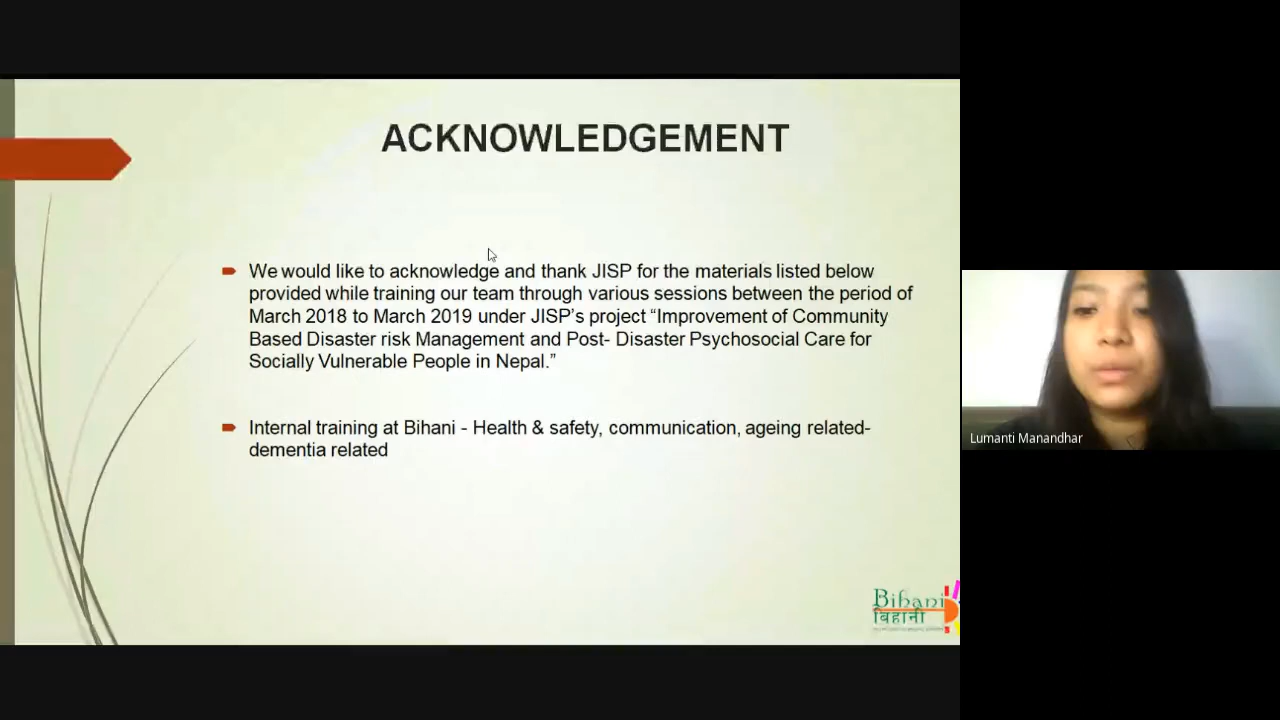 ACKNOWLEDGEMENT
We would like to acknowledge and thank JISP for the materials listed below
provided while training our team through various sessions between the period of
March 2018 to March 2019 under JISP’s project “Improvement of Community
Based Disaster risk Management and Post- Disaster Psychosocial Care for
Socially Vulnerable People in Nepal.”
Internal training at Bihani - Health & safety, communication, ageing related-
dementia related
Bihani
बिहानी
Lumanti Manandhar